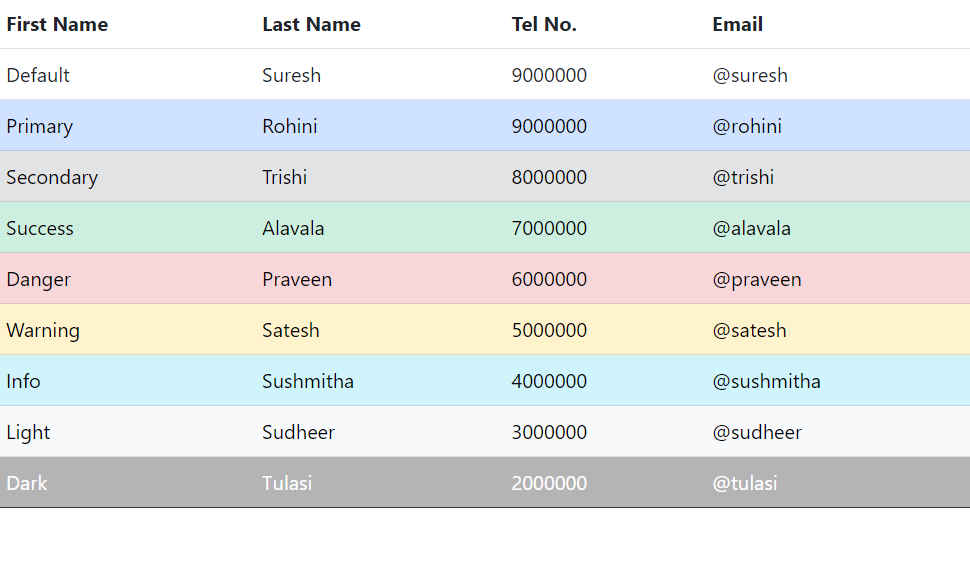 First Name Last Name Tel No. Email
Default Suresh 9000000 @suresh
Primary Rohini 9000000 @rohini
Secondary Trishi 8000000 @trishi
Success Alavala 7000000 @alavala
Danger Praveen 6000000 @praveen
Warning Satesh 5000000 @satesh
Info Sushmitha 4000000 @sushmitha
Light Sudheer 3000000 @sudheer
Dark Tulasi 2000000 @tulasi